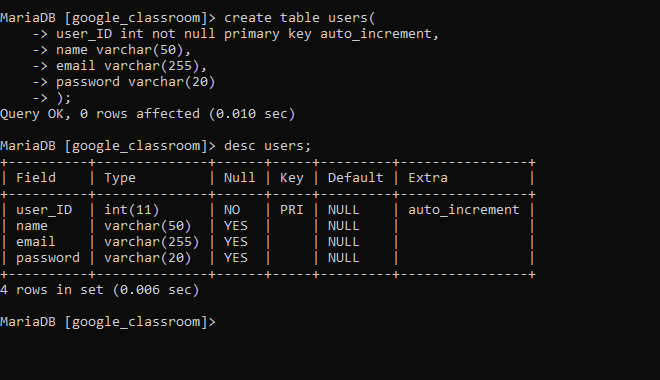 MariaDB [google_classroom]> create table users(
    -> user_ID int not null primary key auto_increment,
    -> name varchar(50),
    -> email varchar(255),
    -> password varchar(20)
    -> );
Query OK, 0 rows affected (0.010 sec)

MariaDB [google_classroom]> desc users;
+----------+--------------+------+-----+---------+----------------+
| Field    | Type         | Null | Key | Default | Extra          |
+----------+--------------+------+-----+---------+----------------+
| user_ID  | int(11)      | NO   | PRI | NULL    | auto_increment |
| name     | varchar(50)  | YES  |     | NULL    |                |
| email    | varchar(255) | YES  |     | NULL    |                |
| password | varchar(20)  | YES  |     | NULL    |                |
+----------+--------------+------+-----+---------+----------------+
4 rows in set (0.006 sec)

MariaDB [google_classroom]>